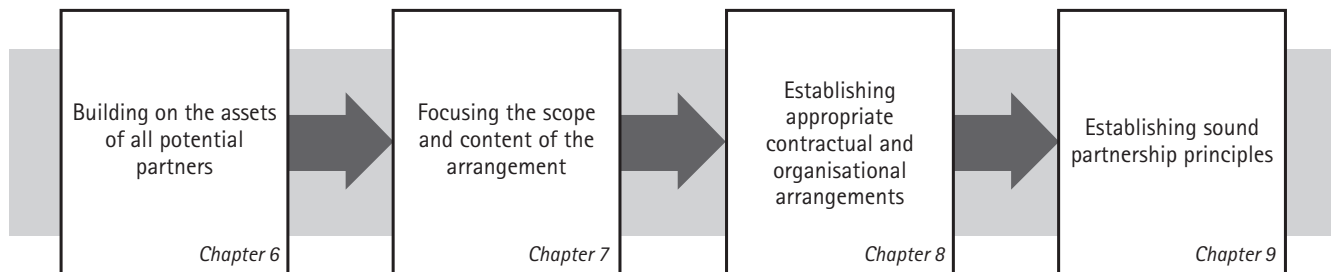 Building on the assets
of all potential
partners
Chapter 6
Focusing the scope
and content of the
arrangement
Chapter 7
Establishing
appropriate
contractual and
organisational
arrangements
Chapter 8
Establishing sound
partnership principles
Chapter 9